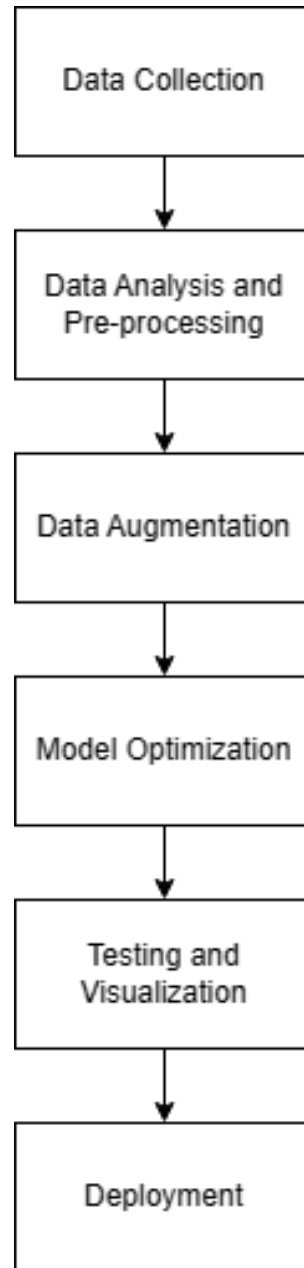 Data Collection
Data Analysis and
Pre-processing
Data Augmentation
Model Optimization
Testing and
Visualization
Deployment